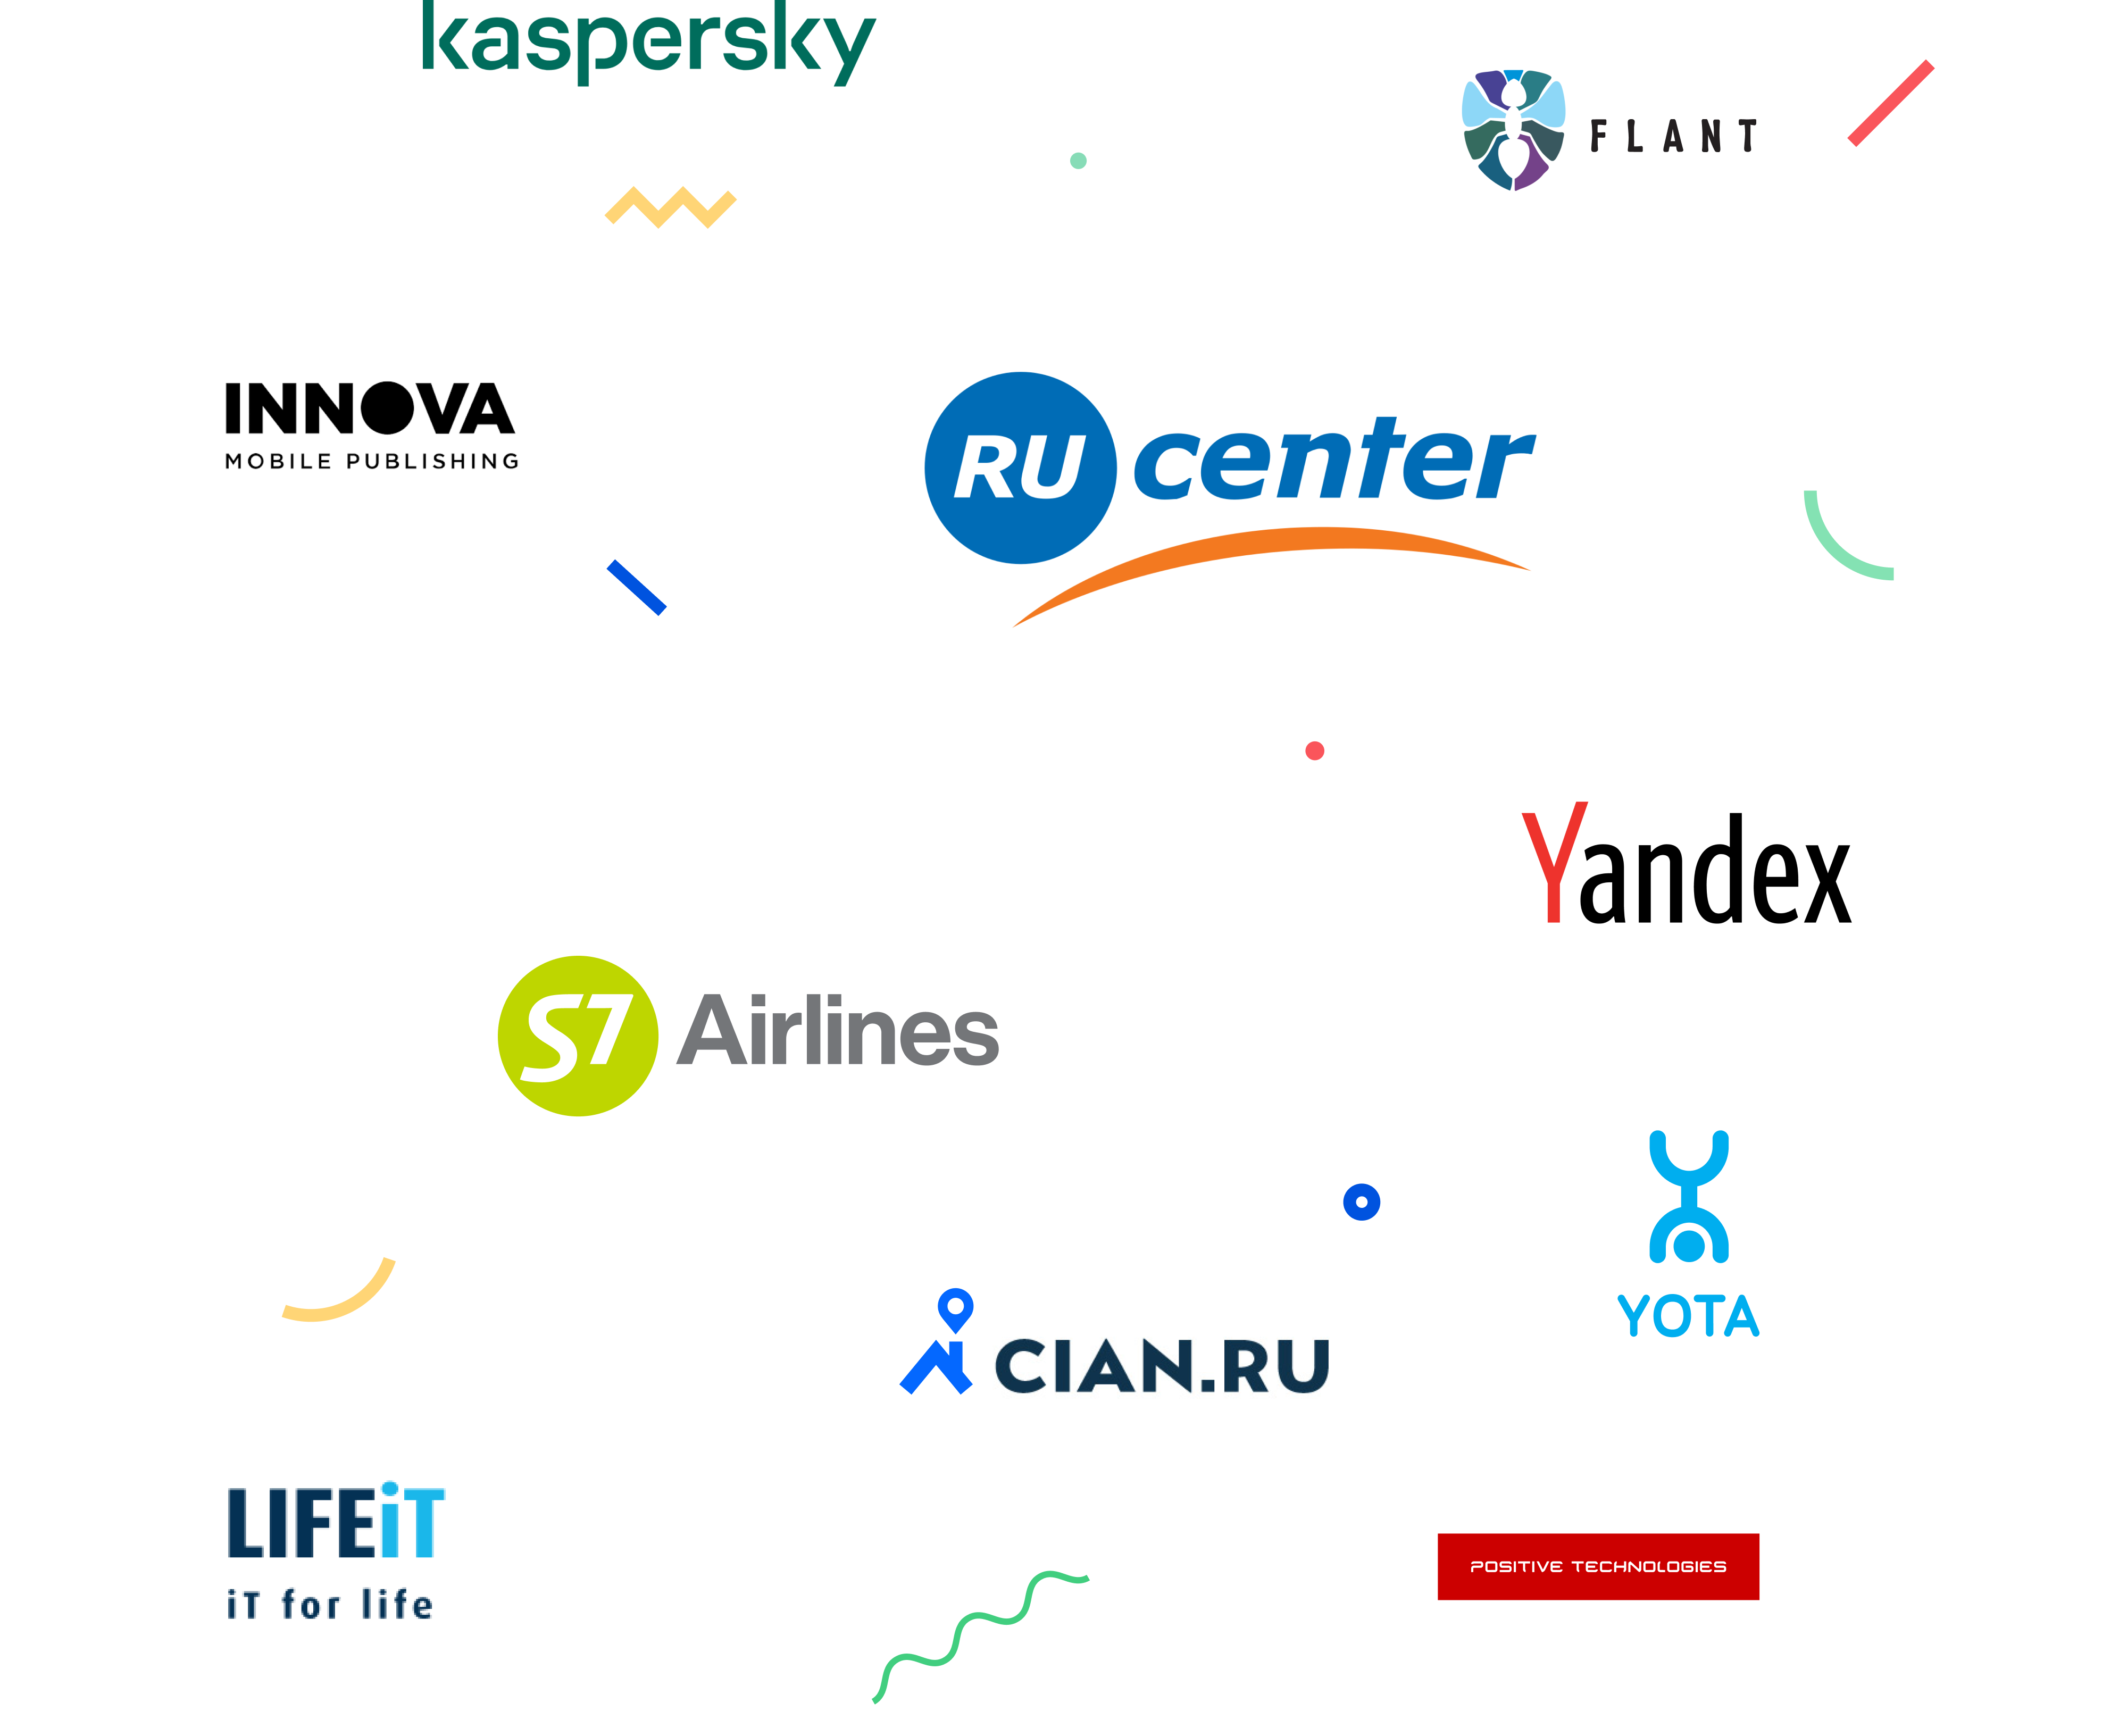 kaspersky
FLANT
INNOVA
MOBILE PUBLISHING
RU center
Yandex
S7 Airlines
YOTA
CIAN.RU
LIFEiT
iT for life
POSITIVE TECHNOLOGIES